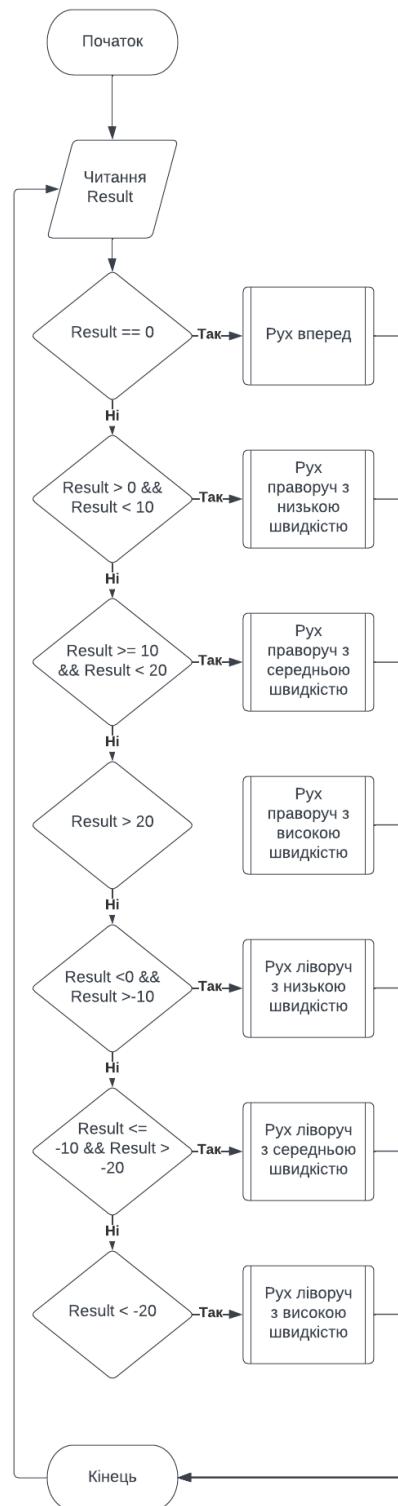 Початок
Читання
Result
Result == 0
Так
Рух вперед
Ні
Result > 0 &&
Result < 10
Так
Рух
праворуч з
низькою
швидкістю
Ні
Result >= 10
&& Result < 20
Так
Рух
праворуч з
середньою
швидкістю
Ні
Result > 20
Рух
праворуч з
високою
швидкістю
Ні
Result <0 &&
Result >-10
Так
Рух ліворуч
з низькою
швидкістю
Ні
Result <=
-10 && Result >
-20
Так
Рух ліворуч
з середньою
швидкістю
Ні
Result < -20
Так
Рух ліворуч
з високою
швидкістю
Кінець